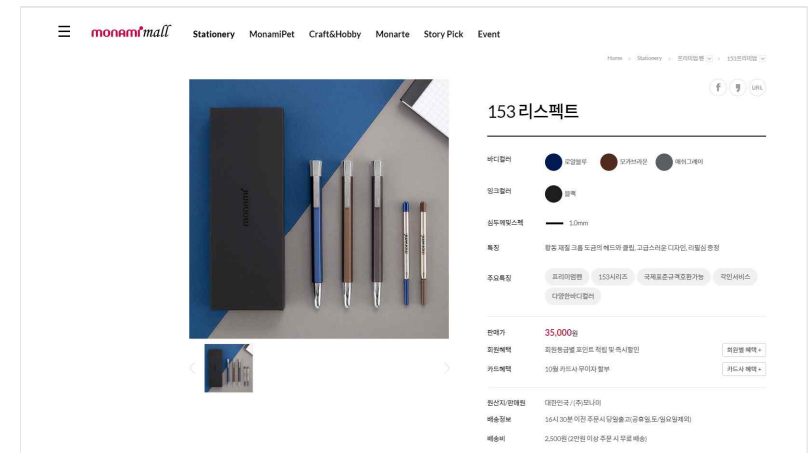 monami mall Stationery MonamiPet Craft&Hobby Monarte Story Pick Event
Home > Stationery > 프리미엄 펜 > 153프리미엄
f URL
153 리스펙트
바디컬러 로얄블루 모카브라운 애쉬그레이
잉크컬러 블랙
심두께및스펙 1.0mm
특징 황동 재질 크롬 도금의 헤드와 클립, 고급스러운 디자인, 리필심 증정
주요특징 프리미엄펜 153시리즈 국제표준규격호환가능 각인서비스
다양한바디컬러
monami
판매가 35,000원
회원혜택 회원등급별 포인트 적립 및 즉시할인 회원별 혜택 +
카드혜택 10월 카드사 무이자 할부 카드사 혜택 +
원산지/판매원 대한민국 / (주)모나미
배송정보 16시 30분 이전 주문시 당일출고(공휴일,토/일요일제외)
배송비 2,500원 (2만원 이상 주문 시 무료 배송)